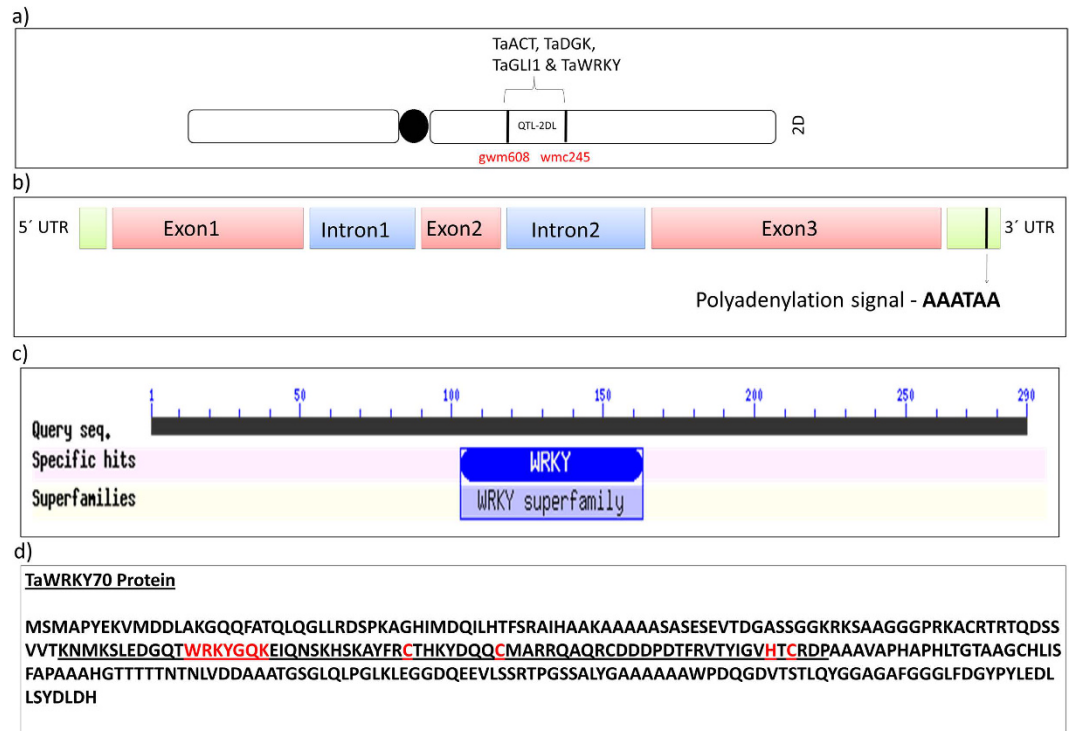 a)
TaACT, TaDGK,
TaGLI1 & TaWRKY
QTL-2DL
2D
gwm608 wmc245
b)
5´ UTR Exon1 Intron1 Exon2 Intron2 Exon3 3´ UTR
Polyadenylation signal - AAATAA
c)
1 50 100 150 200 250 290
Query seq.
Specific hits WRKY
Superfamilies WRKY superfamily
d)
TaWRKY70 Protein
MSMAPYEKVMDDLAKGQQFATQLQGLLRDSPKAGHIMDQILHTFSRAIHAAKAAAAASASESEVTDGASSGGKRKSAAGGGPRKACRTRTQDSS
VVTKNMKSLEDGQTWRKYGQKEIQNSKHSKAYFRCTHKYDQQCMARRQAQRCDDDPDTFRVTYIGVHTCRDPAAAVAPHAPHLTGTAAGCHLIS
FAPAAAHGTTTTTNTNLVDDAAATGSGLQLPGLKLEGGDQEEVLSSRTPGSSALYGAAAAAAWPDQGDVTSTLQYGGAGAFGGGLFDGYPYLEDL
LSYDLDH